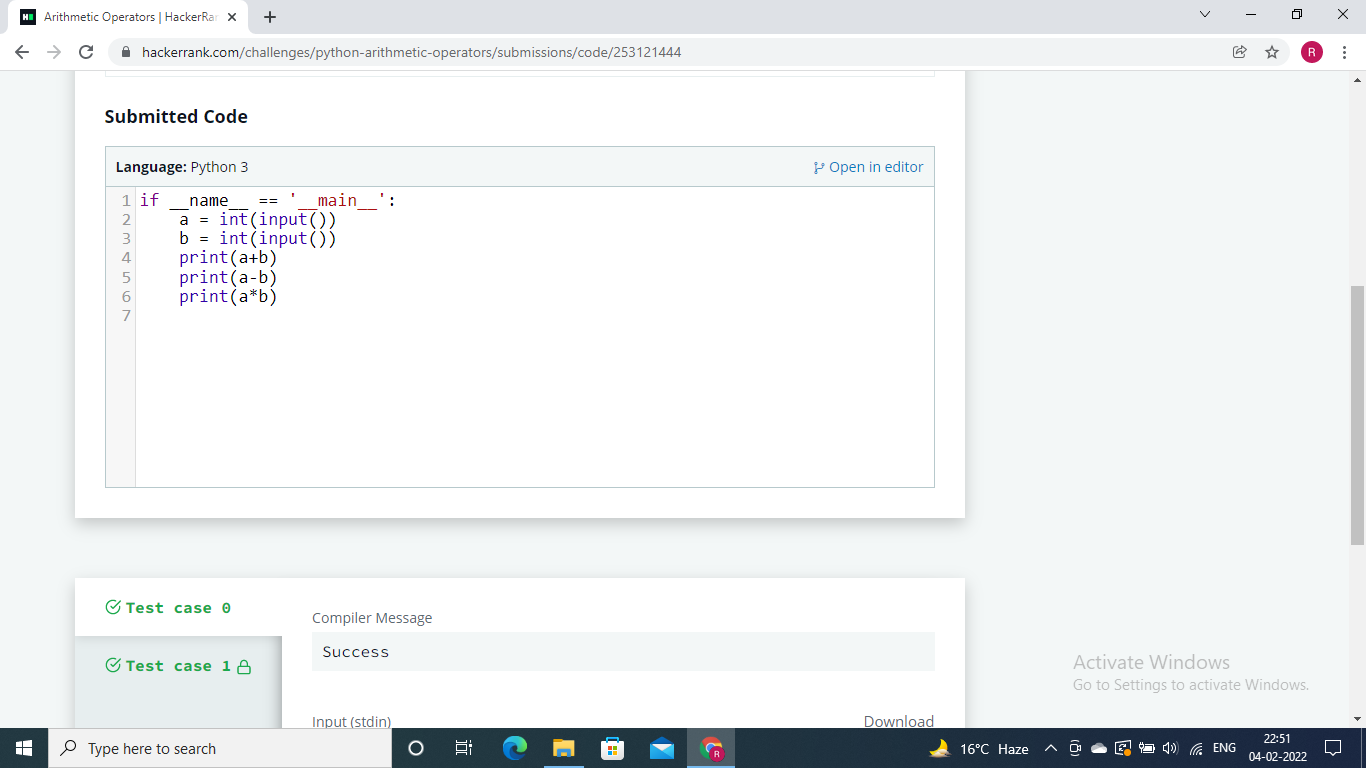 Arithmetic Operators | HackerRa
hackerrank.com/challenges/python-arithmetic-operators/submissions/code/253121444
R
Submitted Code
Language: Python 3
Open in editor
1 if __name__ == '__main__':
2     a = int(input())
3     b = int(input())
4     print(a+b)
5     print(a-b)
6     print(a*b)
7
Test case 0
Test case 1
Compiler Message
Success
Input (stdin)
Download
Activate Windows
Go to Settings to activate Windows.
Type here to search
R
16°C Haze
ENG
22:51
04-02-2022